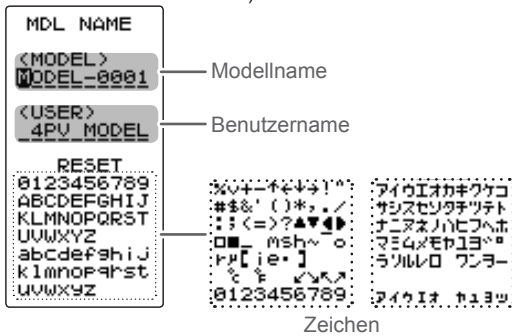 MDL NAME
<MODEL>
MODEL-0001
Modellname
<USER>
4PV MODEL
Benutzername
RESET
0123456789
ABCDEFGHIJ
KLMNOPQRST
UVWXYZ
abcdefghij
klmnopqrst
uvwxyz
#$&'()*,./
:;<=>?▲▼◀▶
0123456789
アイウエオカキクケコ
サシスセソタチツテト
ナニヌネノハヒフヘホ
マミムメモヤユヨ゛゜
ラリルレロ ワンヲー
Zeichen